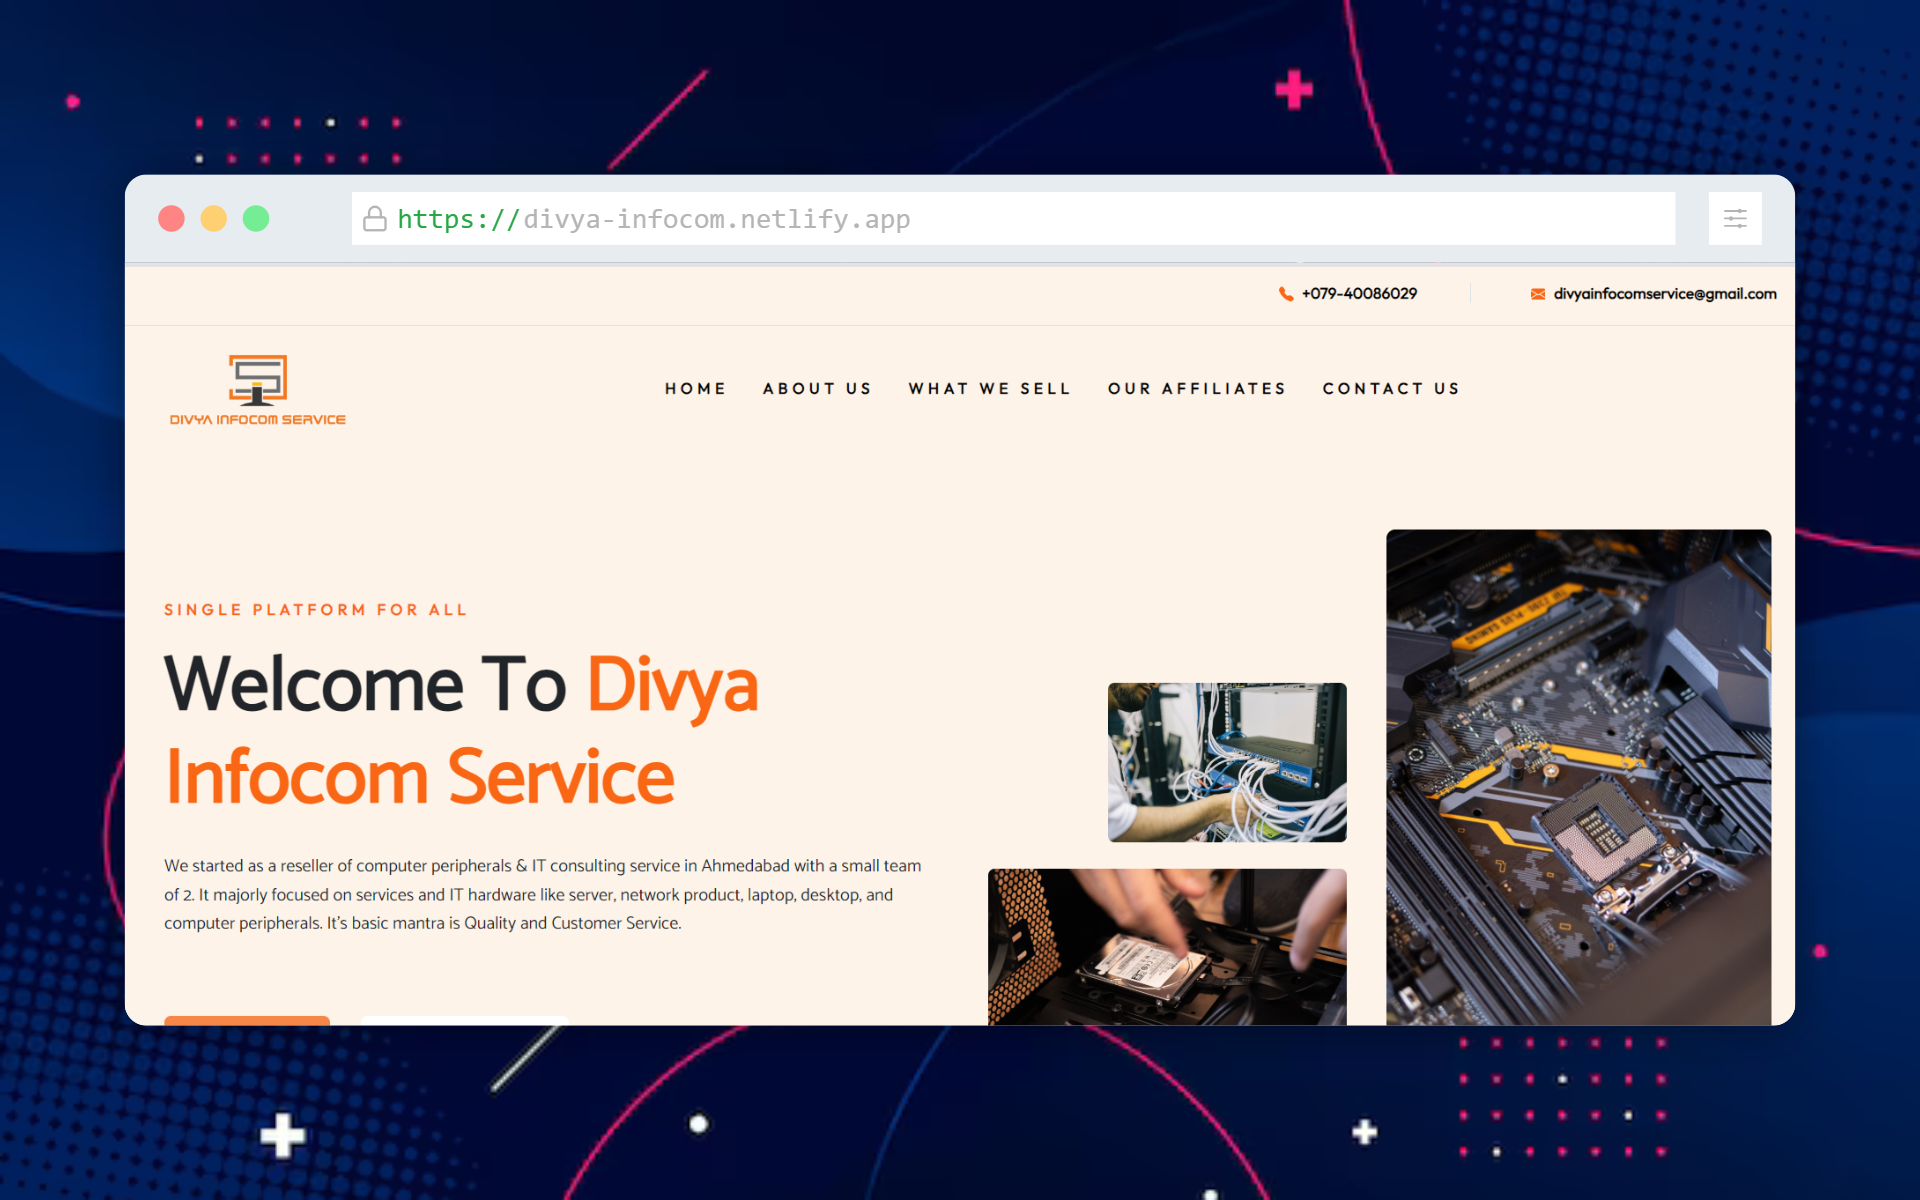 https://divya-infocom.netlify.app
+079-40086029
divyainfocomservice@gmail.com
DIVYA INFOCOM SERVICE
HOME
ABOUT US
WHAT WE SELL
OUR AFFILIATES
CONTACT US
SINGLE PLATFORM FOR ALL
Welcome To Divya
Infocom Service
We started as a reseller of computer peripherals & IT consulting service in Ahmedabad with a small team
of 2. It majorly focused on services and IT hardware like server, network product, laptop, desktop, and
computer peripherals. It's basic mantra is Quality and Customer Service.